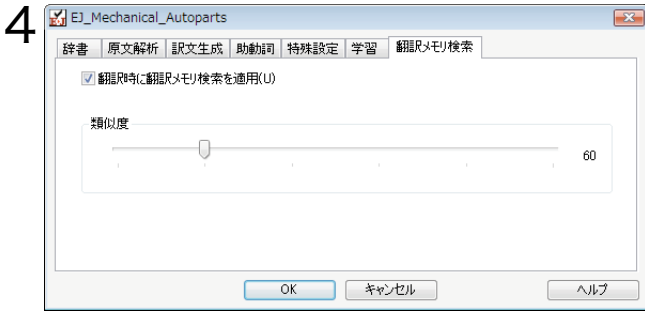 4
EJ_Mechanical_Autoparts
辞書 原文解析 訳文生成 助動詞 特殊設定 学習 翻訳メモリ検索
翻訳時に翻訳メモリ検索を適用(U)
類似度
60
OK キャンセル ヘルプ